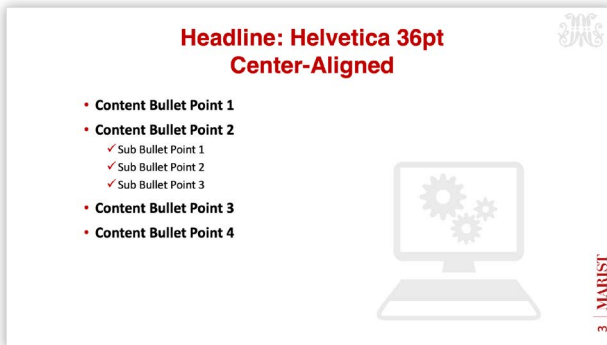 Headline: Helvetica 36pt
Center-Aligned
• Content Bullet Point 1
• Content Bullet Point 2
✓ Sub Bullet Point 1
✓ Sub Bullet Point 2
✓ Sub Bullet Point 3
• Content Bullet Point 3
• Content Bullet Point 4
3 | MARIST